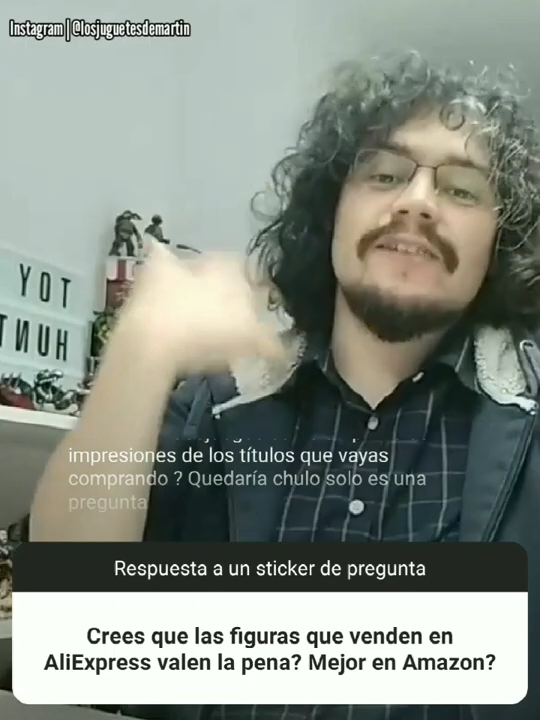 Instagram | @losjuguetesdemartin
TOY
HUNT
impresiones de los títulos que vayas
comprando ? Quedaría chulo solo es una
pregunta
Respuesta a un sticker de pregunta
Crees que las figuras que venden en
AliExpress valen la pena? Mejor en Amazon?